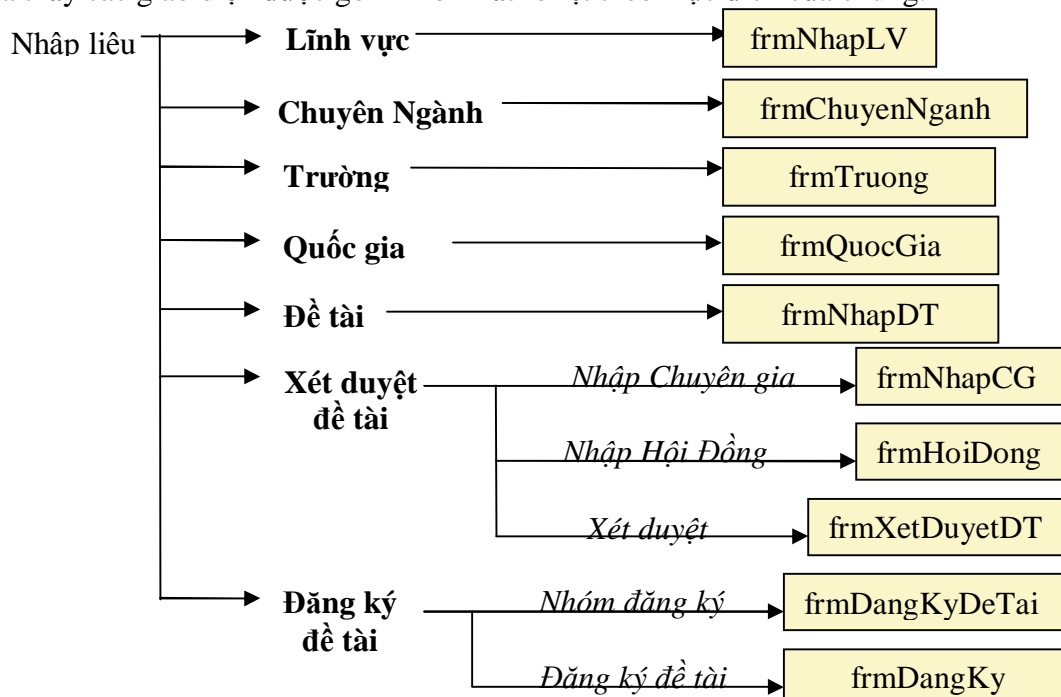 Nhập liệu
Lĩnh vực
frmNhapLV
Chuyên Ngành
frmChuyenNganh
Trường
frmTruong
Quốc gia
frmQuocGia
Đề tài
frmNhapDT
Xét duyệt
đề tài
Nhập Chuyên gia
frmNhapCG
Nhập Hội Đồng
frmHoiDong
Xét duyệt
frmXetDuyetDT
Đăng ký
đề tài
Nhóm đăng ký
frmDangKyDeTai
Đăng ký đề tài
frmDangKy